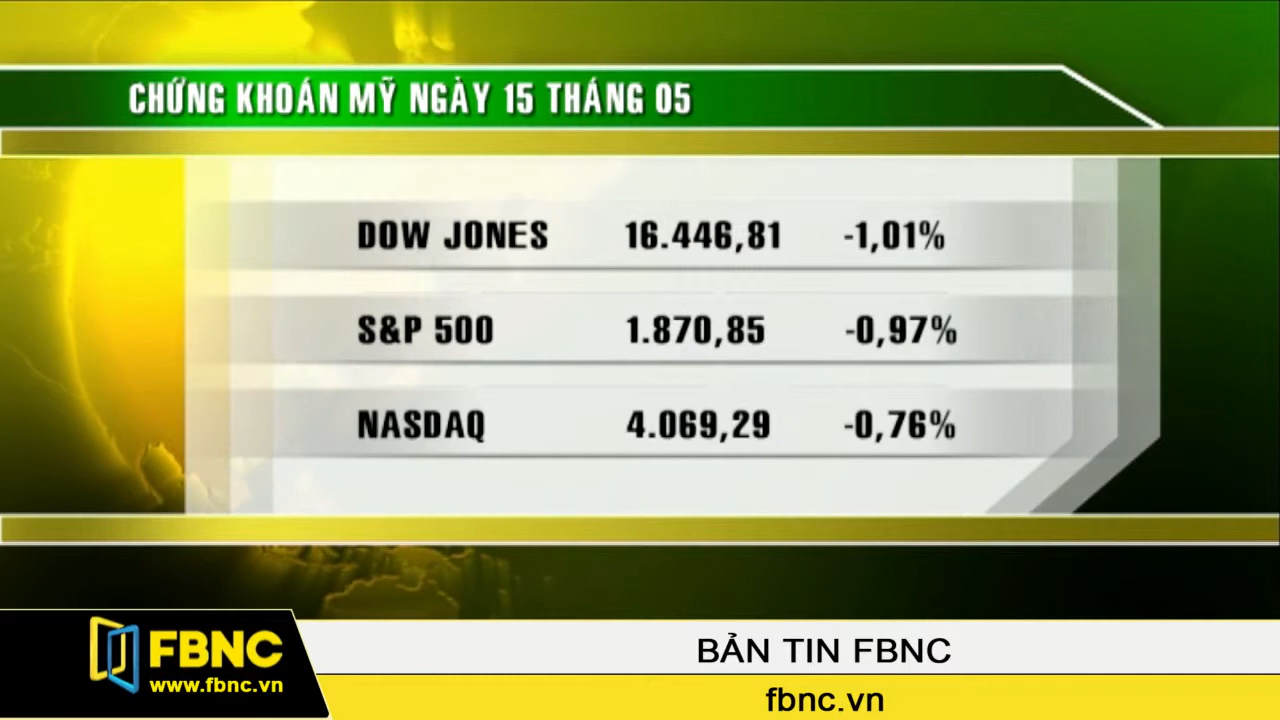 CHỨNG KHOÁN MỸ NGÀY 15 THÁNG 05
DOW JONES 16.446,81 -1,01%
S&P 500 1.870,85 -0,97%
NASDAQ 4.069,29 -0,76%
FBNC
www.fbnc.vn
BẢN TIN FBNC
fbnc.vn